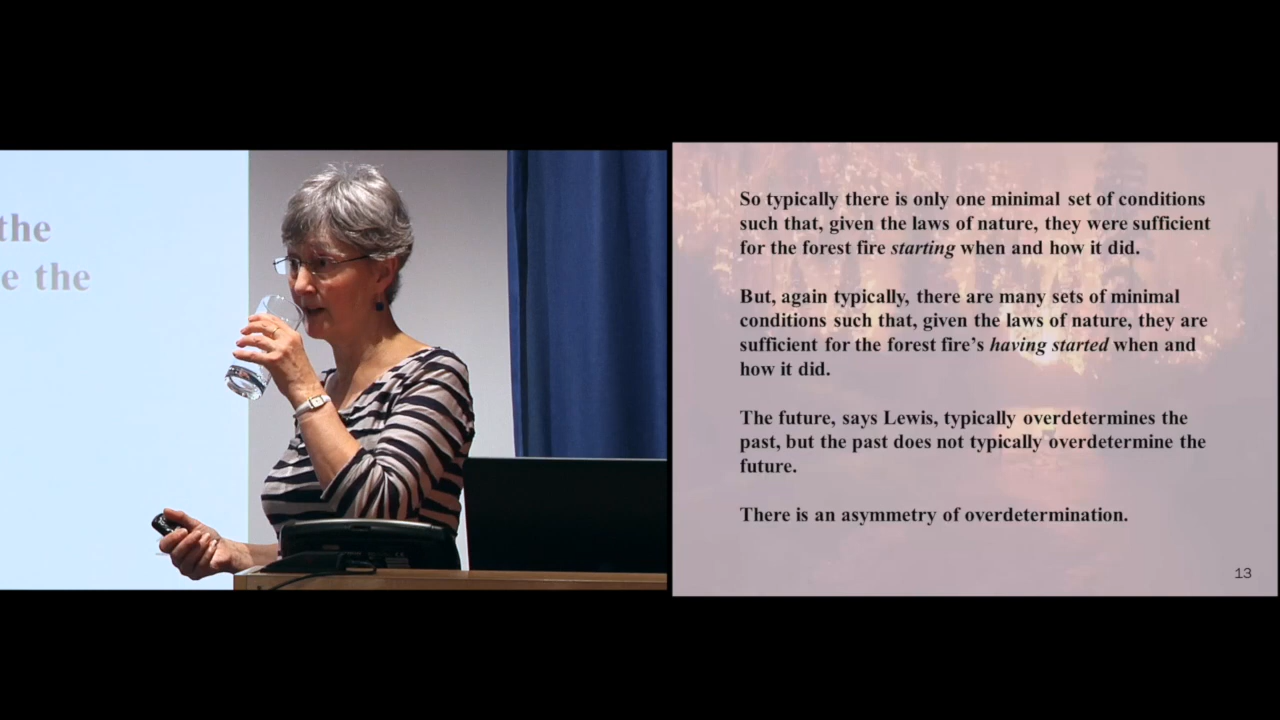 the
e the
So typically there is only one minimal set of conditions
such that, given the laws of nature, they were sufficient
for the forest fire starting when and how it did.
But, again typically, there are many sets of minimal
conditions such that, given the laws of nature, they are
sufficient for the forest fire’s having started when and
how it did.
The future, says Lewis, typically overdetermines the
past, but the past does not typically overdetermine the
future.
There is an asymmetry of overdetermination.
13